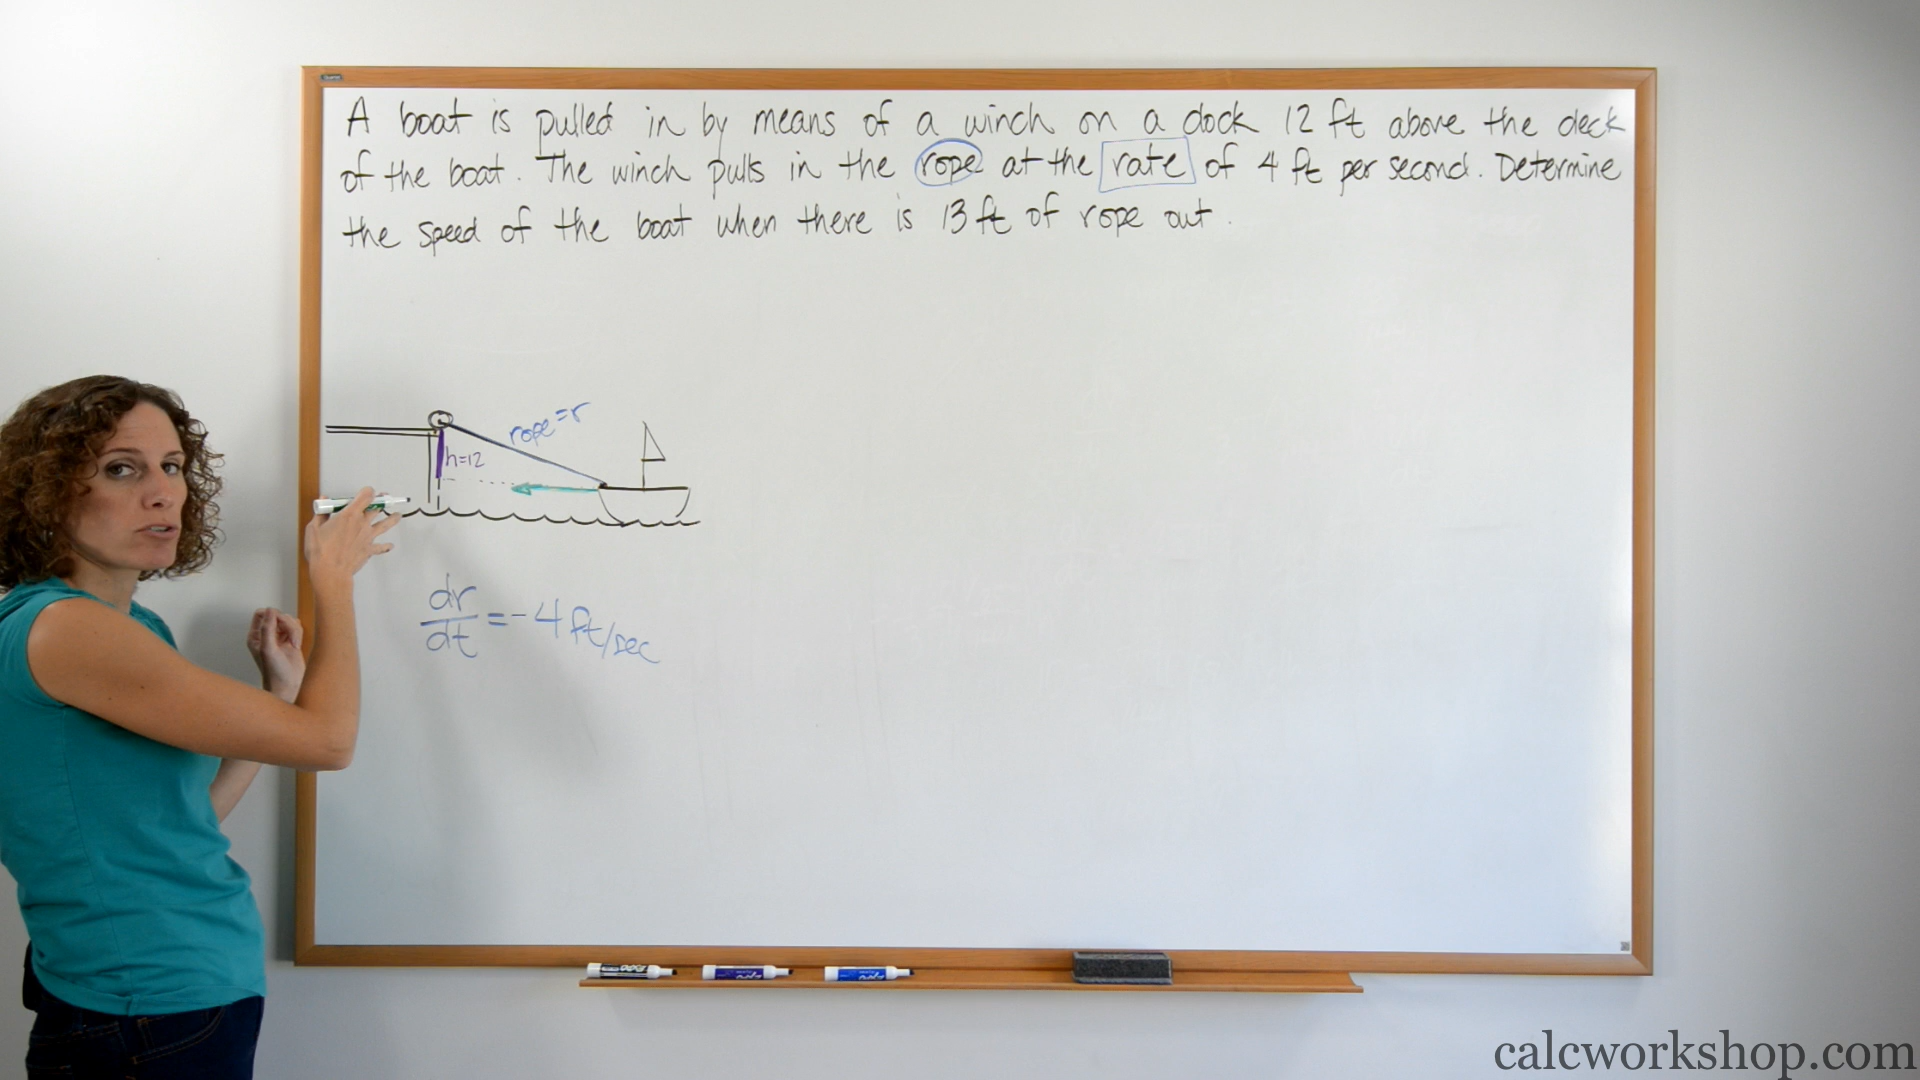 A boat is pulled in by means of a winch on a dock 12 ft above the deck
of the boat. The winch pulls in the rope at the rate of 4 ft per second. Determine
the speed of the boat when there is 13 ft of rope out.
rope=r
h=12
dr/dt = -4 ft/sec
calcworkshop.com